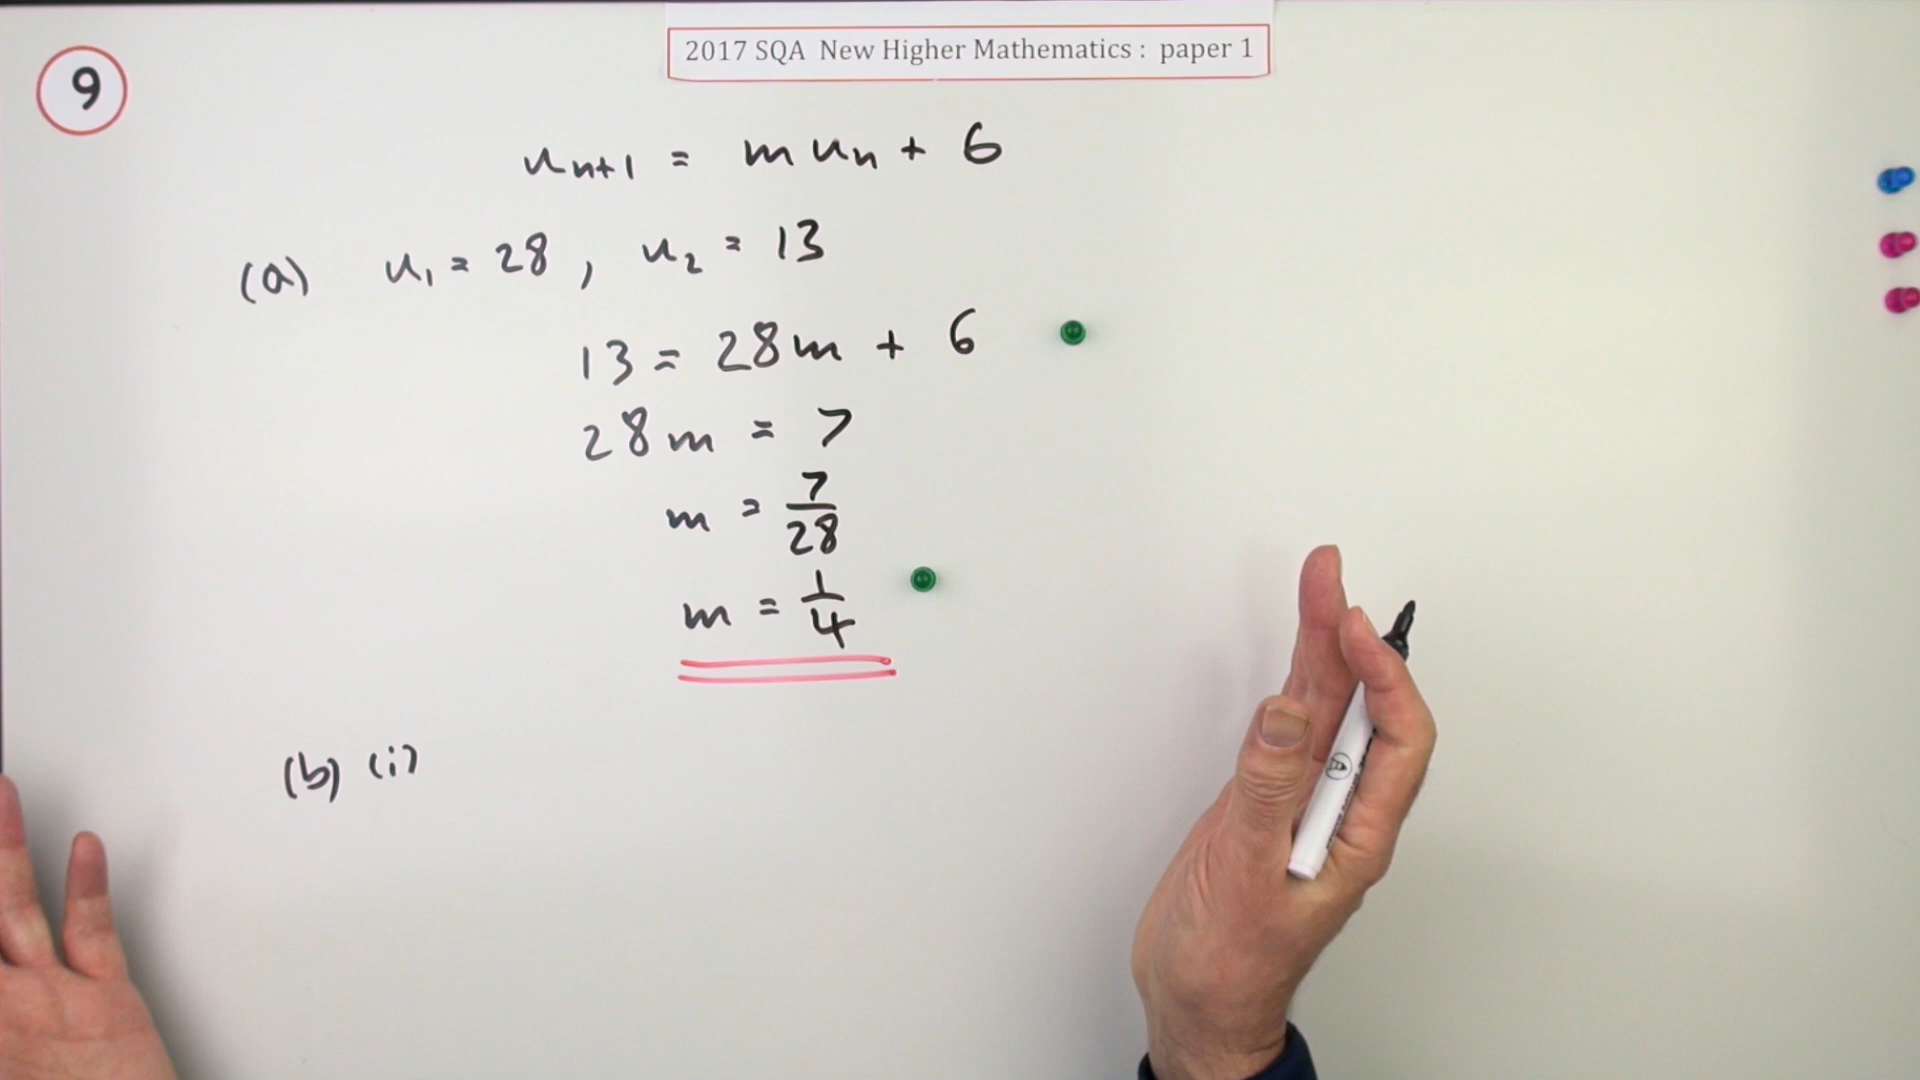 2017 SQA New Higher Mathematics : paper 1
9
uₙ₊₁ = m uₙ + 6
(a) u₁ = 28 , u₂ = 13
13 = 28m + 6
28m = 7
m = 7/28
m = 1/4
(b) (i)